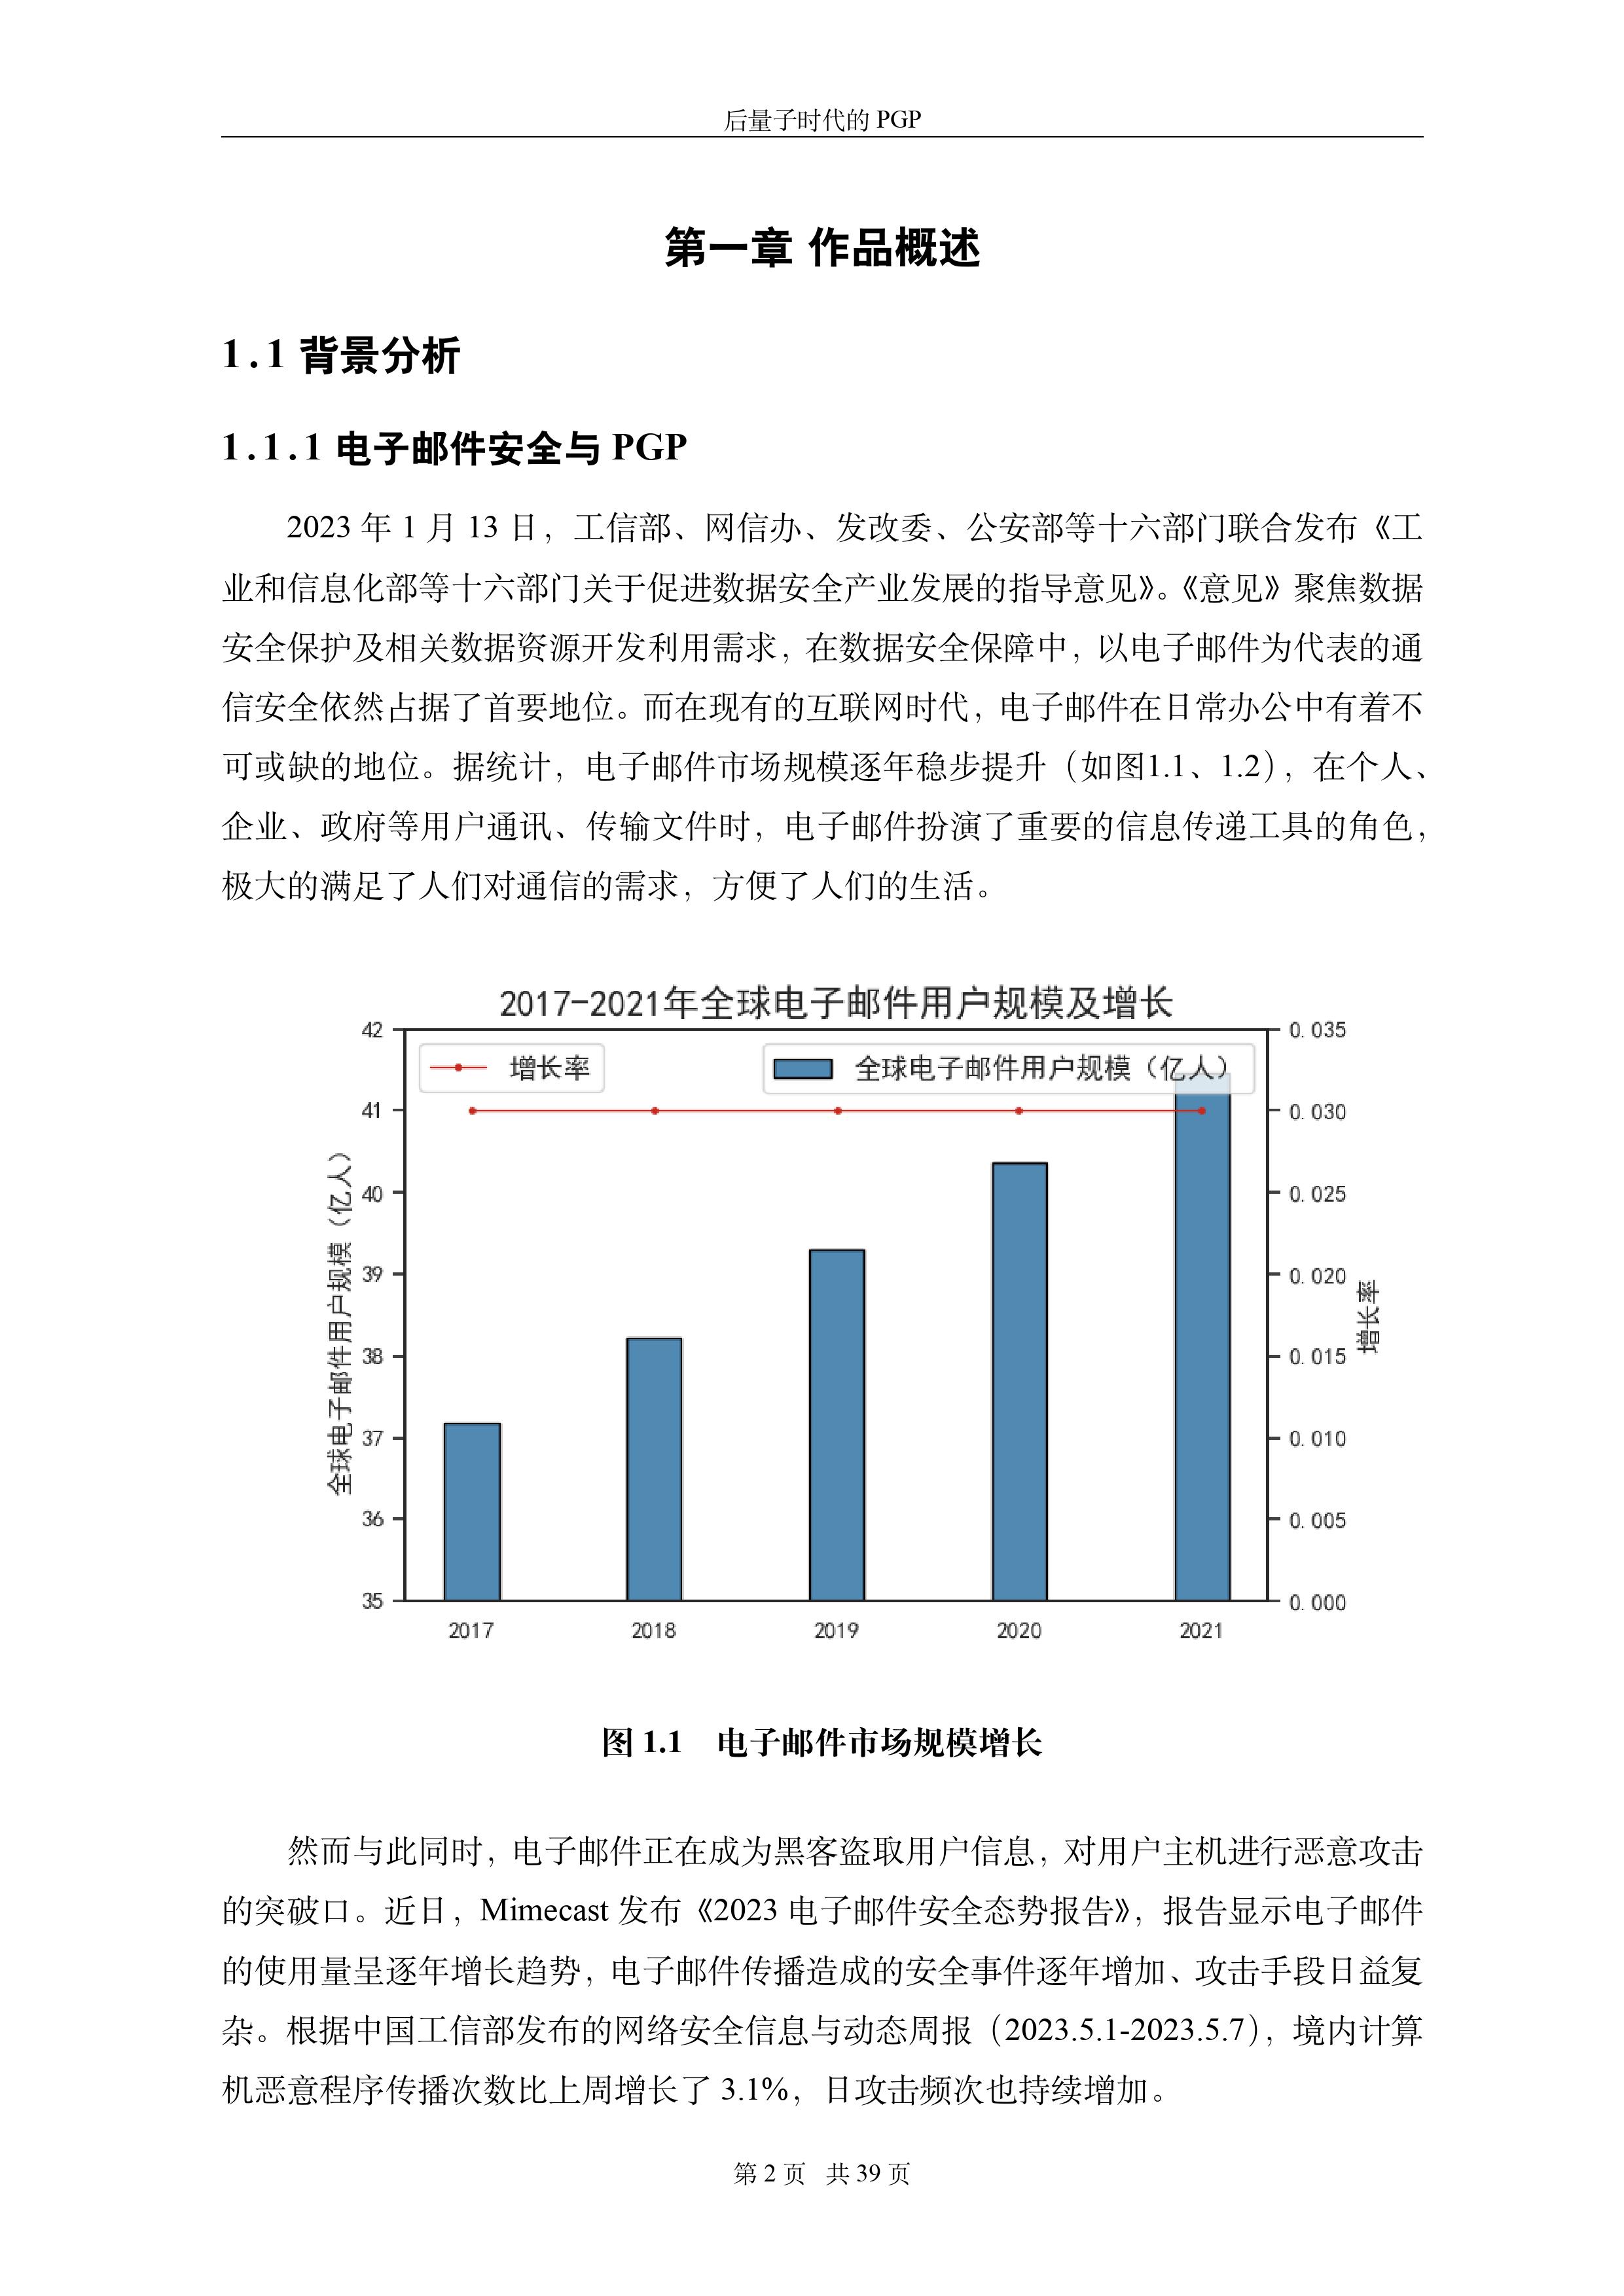 后量子时代的 PGP
第一章 作品概述
1.1 背景分析
1.1.1 电子邮件安全与 PGP
2023 年 1 月 13 日，工信部、网信办、发改委、公安部等十六部门联合发布《工
业和信息化部等十六部门关于促进数据安全产业发展的指导意见》。《意见》聚焦数据
安全保护及相关数据资源开发利用需求，在数据安全保障中，以电子邮件为代表的通
信安全依然占据了首要地位。而在现有的互联网时代，电子邮件在日常办公中有着不
可或缺的地位。据统计，电子邮件市场规模逐年稳步提升（如图1.1、1.2），在个人、
企业、政府等用户通讯、传输文件时，电子邮件扮演了重要的信息传递工具的角色，
极大的满足了人们对通信的需求，方便了人们的生活。
2017-2021年全球电子邮件用户规模及增长
增长率
全球电子邮件用户规模（亿人）
全球电子邮件用户规模（亿人）
42
41
40
39
38
37
36
35
0.035
0.030
0.025
0.020
0.015
0.010
0.005
0.000
增长率
2017 2018 2019 2020 2021
图 1.1 电子邮件市场规模增长
然而与此同时，电子邮件正在成为黑客盗取用户信息，对用户主机进行恶意攻击
的突破口。近日，Mimecast 发布《2023 电子邮件安全态势报告》，报告显示电子邮件
的使用量呈逐年增长趋势，电子邮件传播造成的安全事件逐年增加、攻击手段日益复
杂。根据中国工信部发布的网络安全信息与动态周报（2023.5.1-2023.5.7），境内计算
机恶意程序传播次数比上周增长了 3.1%，日攻击频次也持续增加。
第 2 页 共 39 页